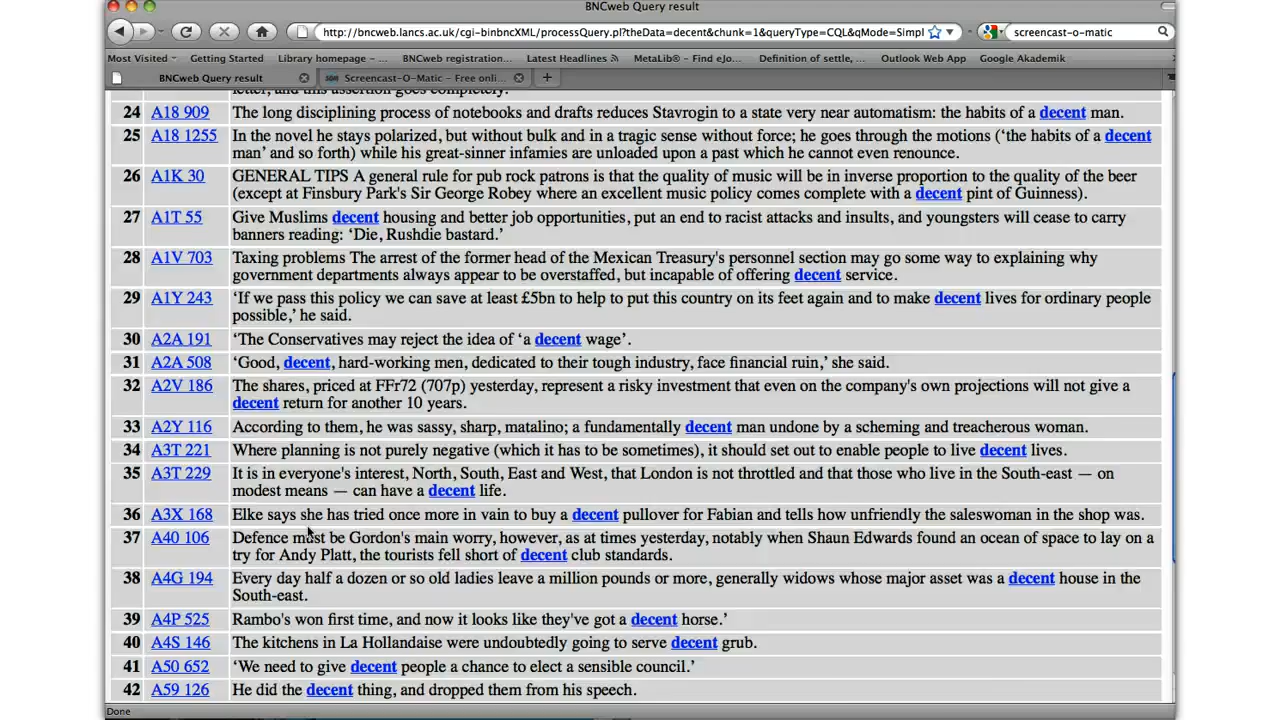 BNCweb Query result
http://bncweb.lancs.ac.uk/cgi-binbncXML/processQuery.pl?theData=decent&chunk=1&queryType=CQL&qMode=Simpl
screencast-o-matic
Most Visited Getting Started Library homepage – ... BNCweb registration... Latest Headlines MetaLib® – Find eJo... Definition of settle, ... Outlook Web App Google Akademik
BNCweb Query result Screencast-O-Matic – Free onli...
letter, and this assertion goes completely.
24 A18 909 The long disciplining process of notebooks and drafts reduces Stavrogin to a state very near automatism: the habits of a decent man.
25 A18 1255 In the novel he stays polarized, but without bulk and in a tragic sense without force; he goes through the motions (‘the habits of a decent
man’ and so forth) while his great-sinner infamies are unloaded upon a past which he cannot even renounce.
26 A1K 30 GENERAL TIPS A general rule for pub rock patrons is that the quality of music will be in inverse proportion to the quality of the beer
(except at Finsbury Park's Sir George Robey where an excellent music policy comes complete with a decent pint of Guinness).
27 A1T 55 Give Muslims decent housing and better job opportunities, put an end to racist attacks and insults, and youngsters will cease to carry
banners reading: ‘Die, Rushdie bastard.’
28 A1V 703 Taxing problems The arrest of the former head of the Mexican Treasury's personnel section may go some way to explaining why
government departments always appear to be overstaffed, but incapable of offering decent service.
29 A1Y 243 ‘If we pass this policy we can save at least £5bn to help to put this country on its feet again and to make decent lives for ordinary people
possible,’ he said.
30 A2A 191 ‘The Conservatives may reject the idea of ‘a decent wage’.
31 A2A 508 ‘Good, decent, hard-working men, dedicated to their tough industry, face financial ruin,’ she said.
32 A2V 186 The shares, priced at FFr72 (707p) yesterday, represent a risky investment that even on the company's own projections will not give a
decent return for another 10 years.
33 A2Y 116 According to them, he was sassy, sharp, matalino; a fundamentally decent man undone by a scheming and treacherous woman.
34 A3T 221 Where planning is not purely negative (which it has to be sometimes), it should set out to enable people to live decent lives.
35 A3T 229 It is in everyone's interest, North, South, East and West, that London is not throttled and that those who live in the South-east — on
modest means — can have a decent life.
36 A3X 168 Elke says she has tried once more in vain to buy a decent pullover for Fabian and tells how unfriendly the saleswoman in the shop was.
37 A40 106 Defence must be Gordon's main worry, however, as at times yesterday, notably when Shaun Edwards found an ocean of space to lay on a
try for Andy Platt, the tourists fell short of decent club standards.
38 A4G 194 Every day half a dozen or so old ladies leave a million pounds or more, generally widows whose major asset was a decent house in the
South-east.
39 A4P 525 Rambo's won first time, and now it looks like they've got a decent horse.’
40 A4S 146 The kitchens in La Hollandaise were undoubtedly going to serve decent grub.
41 A50 652 ‘We need to give decent people a chance to elect a sensible council.’
42 A59 126 He did the decent thing, and dropped them from his speech.
Done